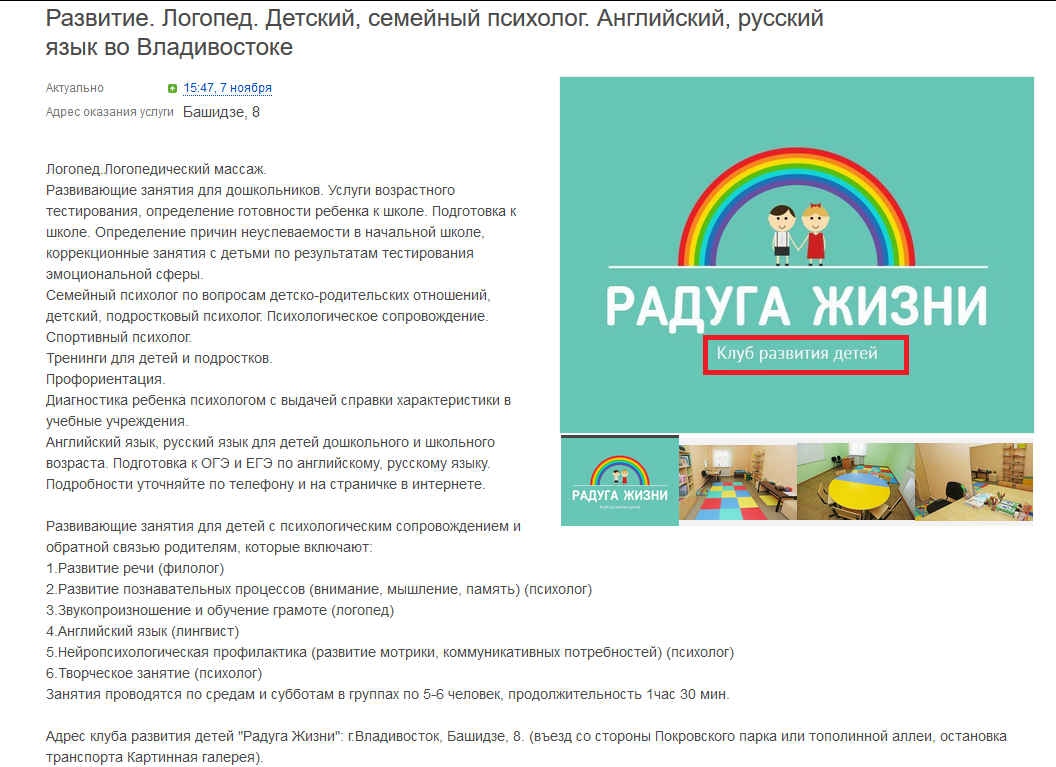 Развитие. Логопед. Детский, семейный психолог. Английский, русский
язык во Владивостоке
Актуально 15:47, 7 ноября
Адрес оказания услуги Башидзе, 8
Логопед.Логопедический массаж.
Развивающие занятия для дошкольников. Услуги возрастного
тестирования, определение готовности ребенка к школе. Подготовка к
школе. Определение причин неуспеваемости в начальной школе,
коррекционные занятия с детьми по результатам тестирования
эмоциональной сферы.
Семейный психолог по вопросам детско-родительских отношений,
детский, подростковый психолог. Психологическое сопровождение.
Спортивный психолог.
Тренинги для детей и подростков.
Профориентация.
Диагностика ребенка психологом с выдачей справки характеристики в
учебные учреждения.
Английский язык, русский язык для детей дошкольного и школьного
возраста. Подготовка к ОГЭ и ЕГЭ по английскому, русскому языку.
Подробности уточняйте по телефону и на страничке в интернете.
РАДУГА ЖИЗНИ
Клуб развития детей
РАДУГА ЖИЗНИ
Клуб развития детей
Развивающие занятия для детей с психологическим сопровождением и
обратной связью родителям, которые включают:
1.Развитие речи (филолог)
2.Развитие познавательных процессов (внимание, мышление, память) (психолог)
3.Звукопроизношение и обучение грамоте (логопед)
4.Английский язык (лингвист)
5.Нейропсихологическая профилактика (развитие мотрики, коммуникативных потребностей) (психолог)
6.Творческое занятие (психолог)
Занятия проводятся по средам и субботам в группах по 5-6 человек, продолжительность 1час 30 мин.
Адрес клуба развития детей "Радуга Жизни": г.Владивосток, Башидзе, 8. (въезд со стороны Покровского парка или тополинной аллеи, остановка
транспорта Картинная галерея).